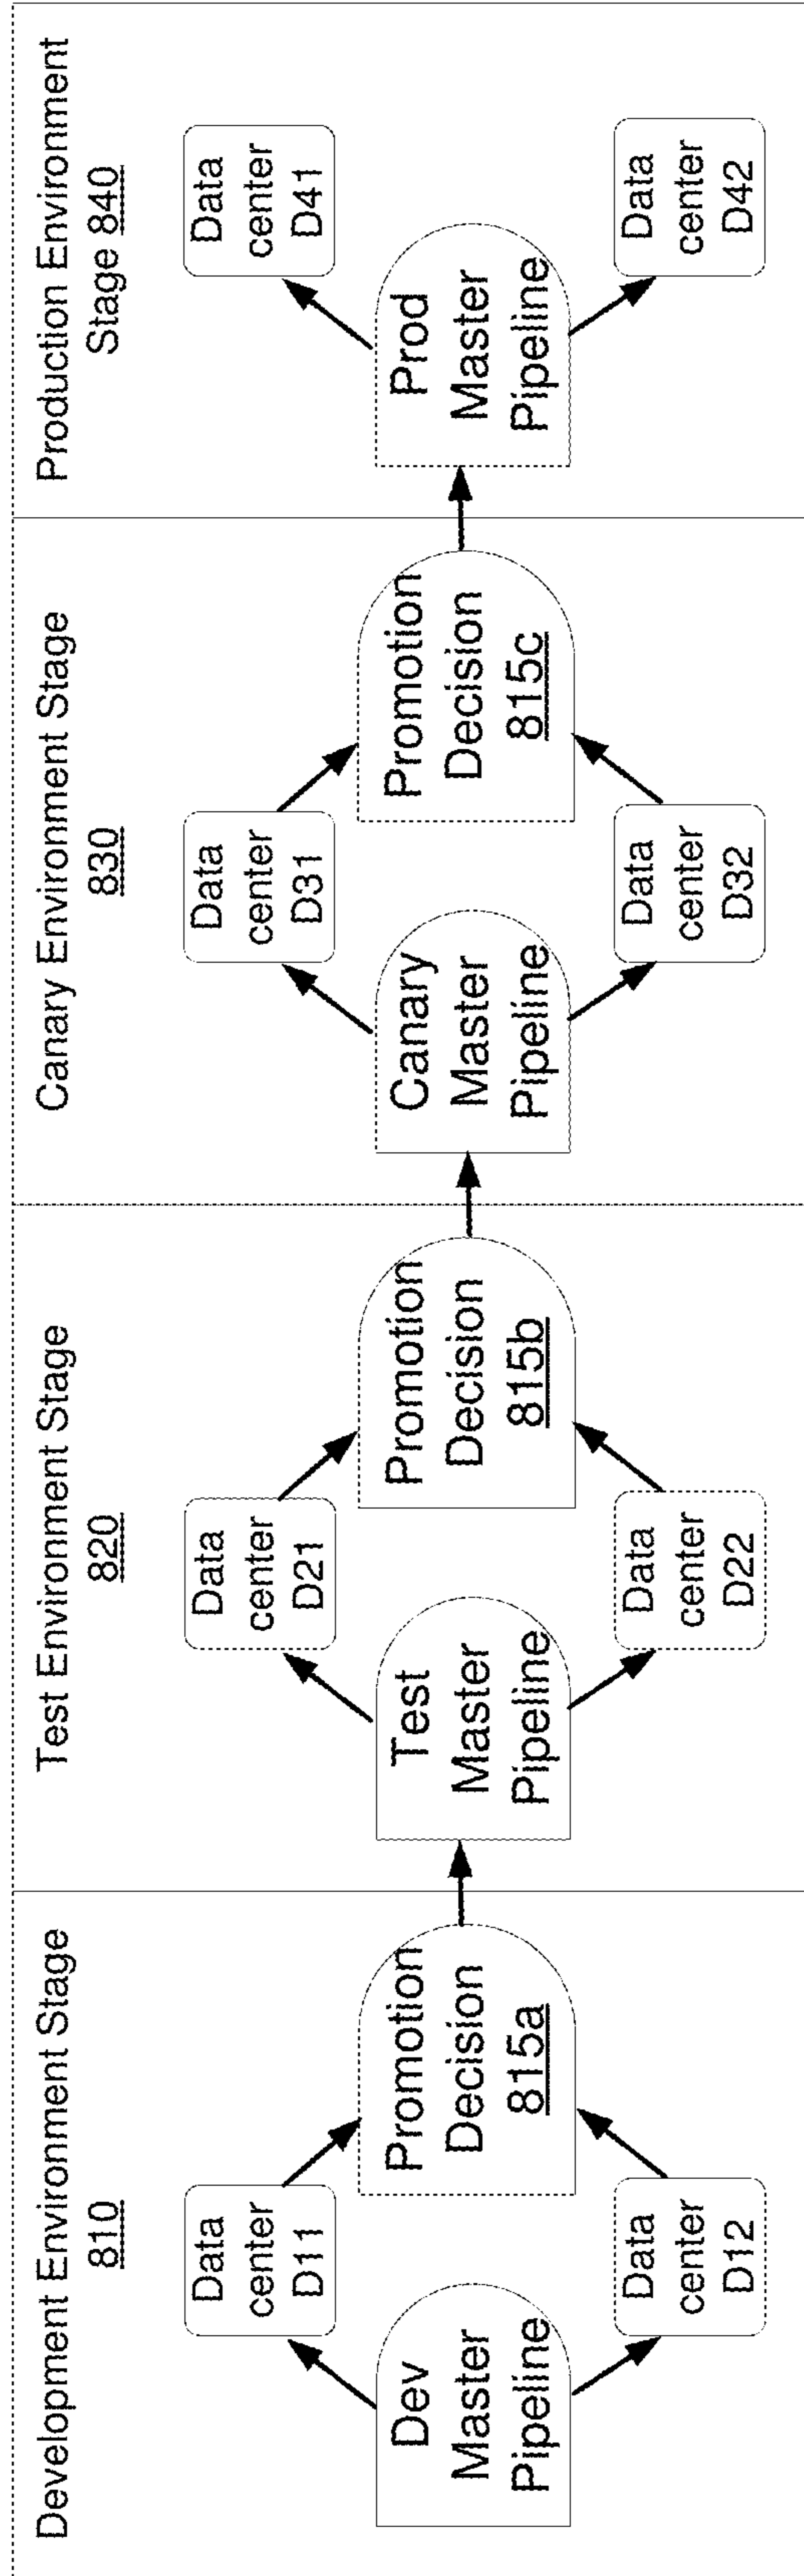 Development Environment Stage
810
Dev
Master
Pipeline
Data
center
D11
Data
center
D12
Promotion
Decision
815a
Test Environment Stage
820
Test
Master
Pipeline
Data
center
D21
Data
center
D22
Promotion
Decision
815b
Canary Environment Stage
830
Canary
Master
Pipeline
Data
center
D31
Data
center
D32
Promotion
Decision
815c
Production Environment
Stage 840
Prod
Master
Pipeline
Data
center
D41
Data
center
D42